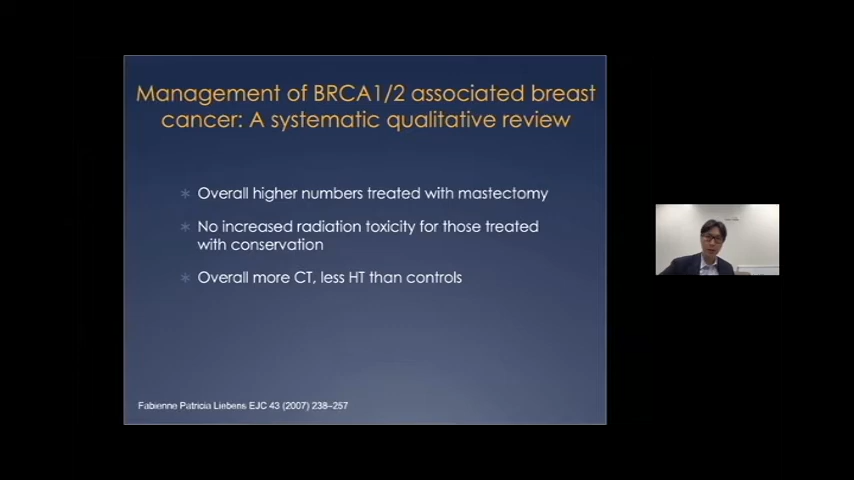 Management of BRCA1/2 associated breast
cancer: A systematic qualitative review
* Overall higher numbers treated with mastectomy
* No increased radiation toxicity for those treated
with conservation
* Overall more CT, less HT than controls
Fabienne Patricia Liebens EJC 43 (2007) 238–257